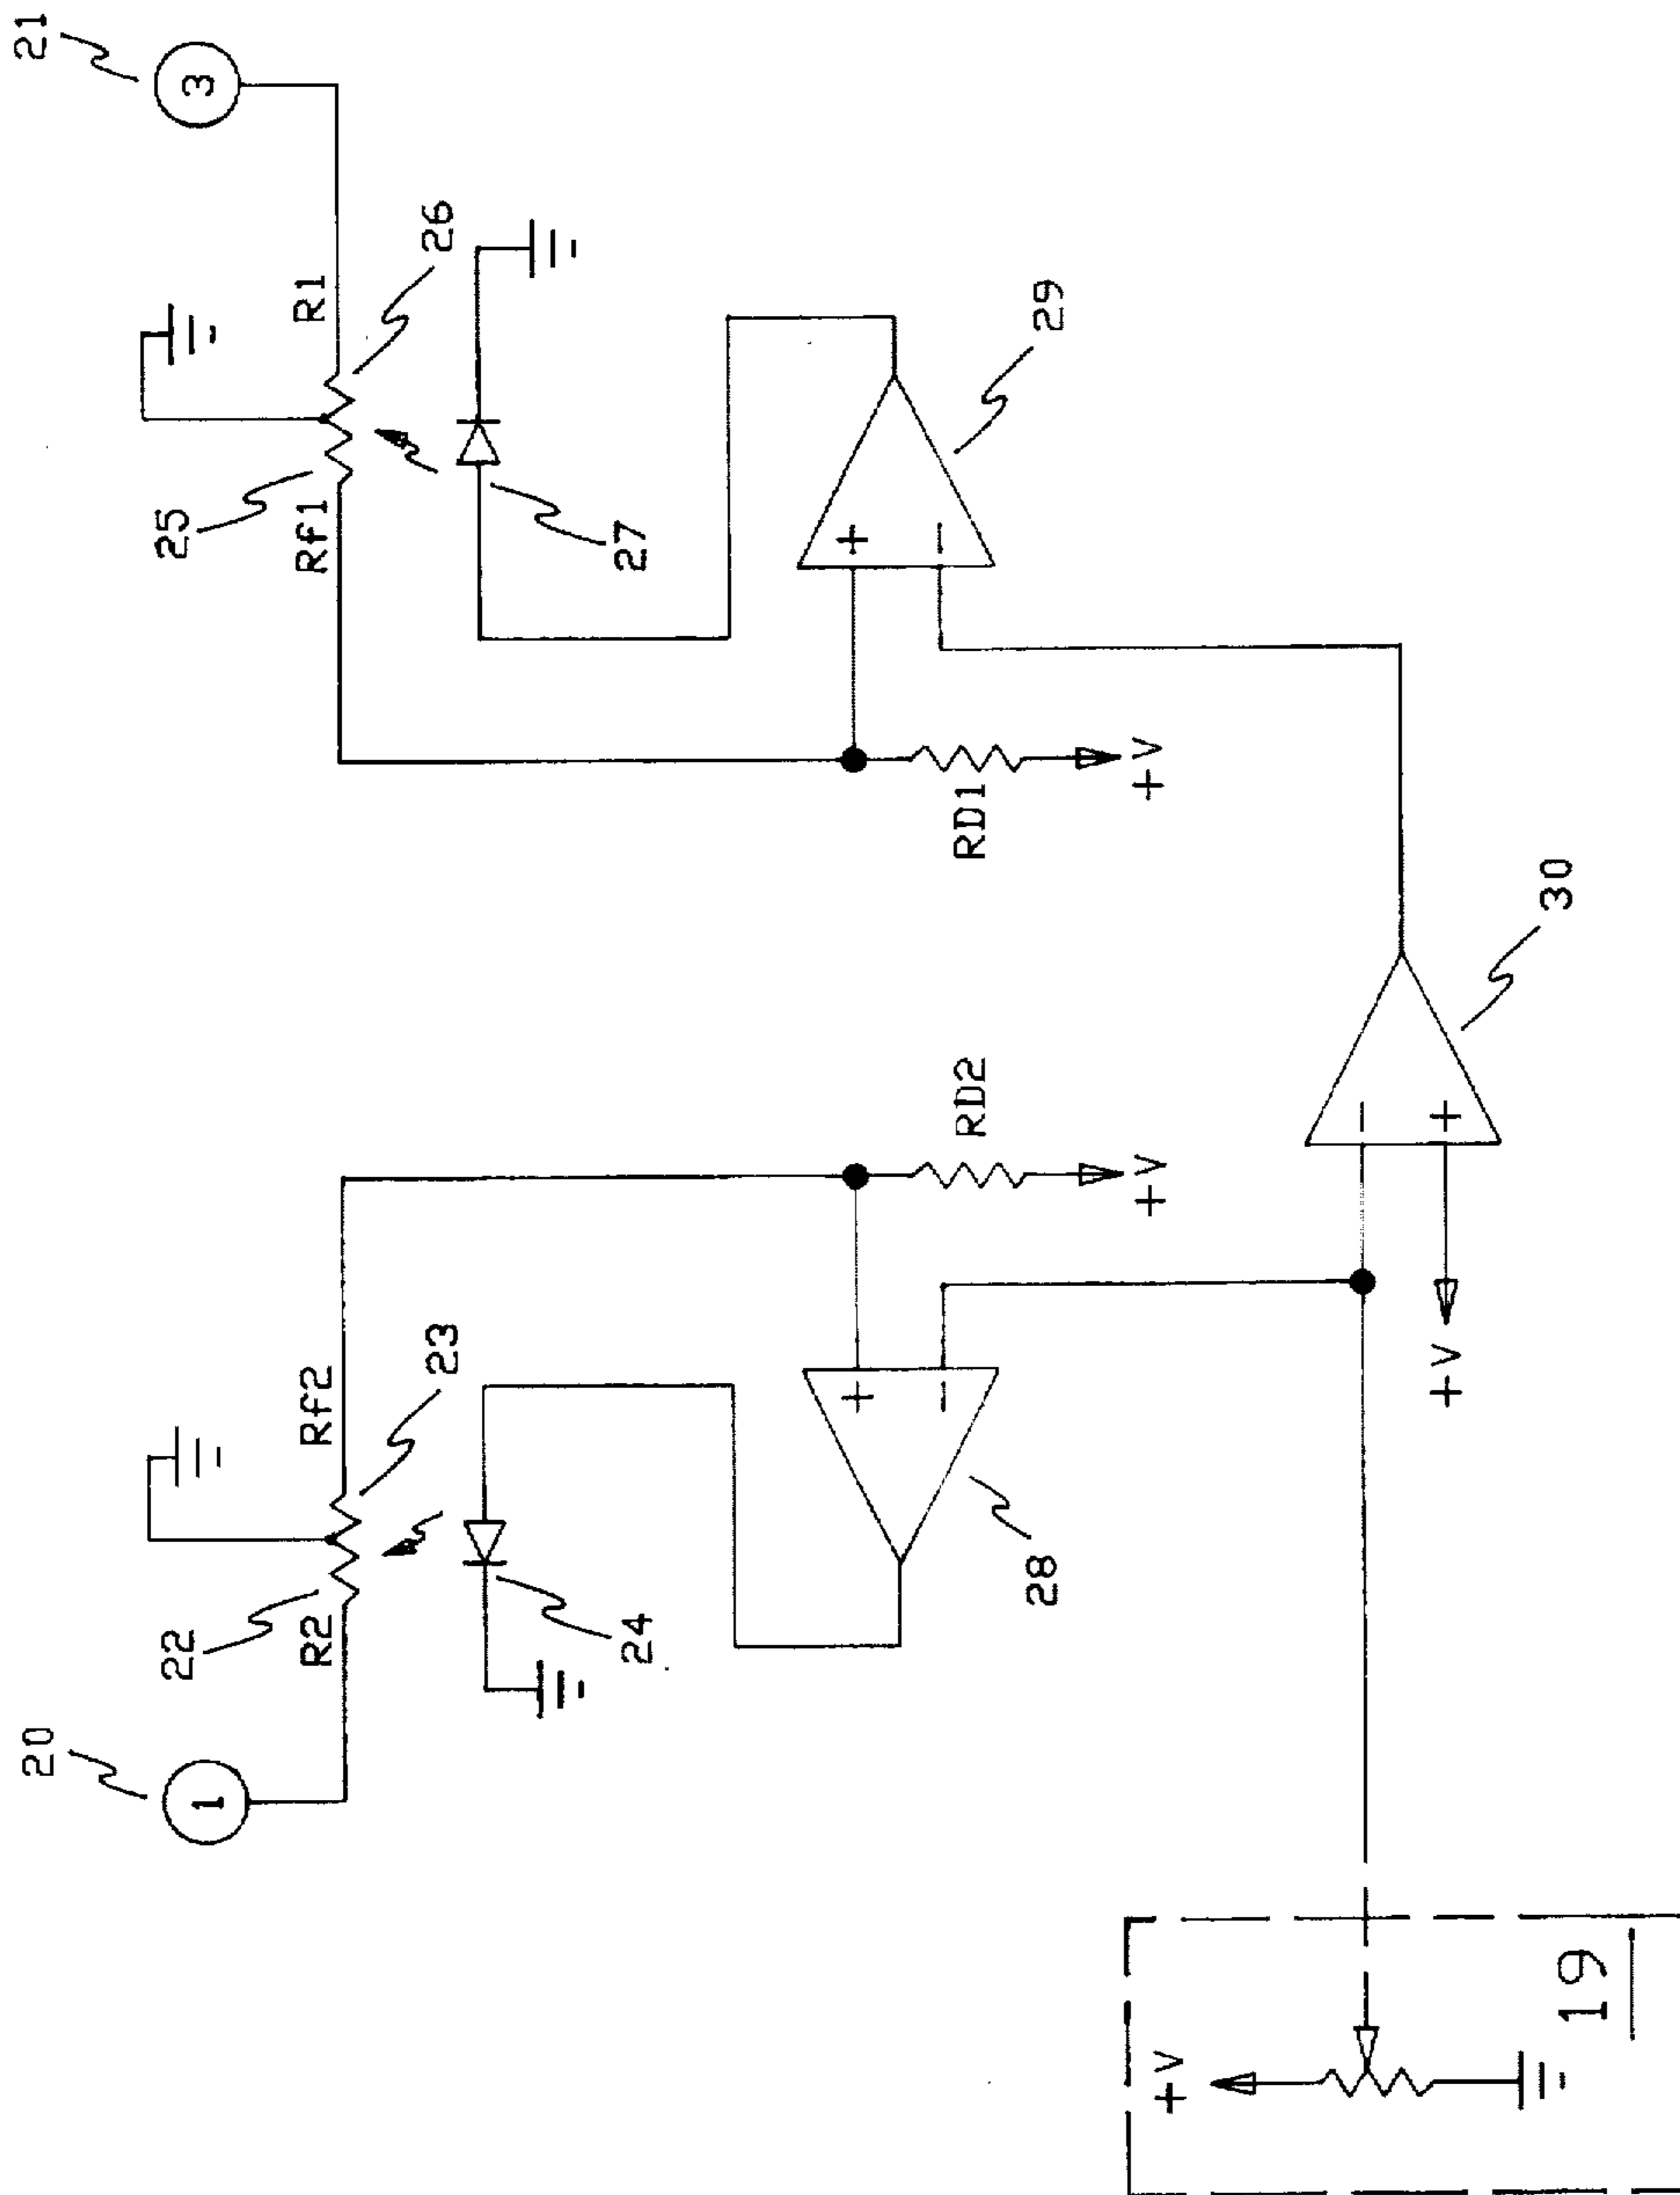 20 21
1 3
22 25
R2 Rf2 Rf1 R1
23 26
24 27
+ +
− −
RD2 RD1
28 29
+V +V +V
−
+V +
30
19